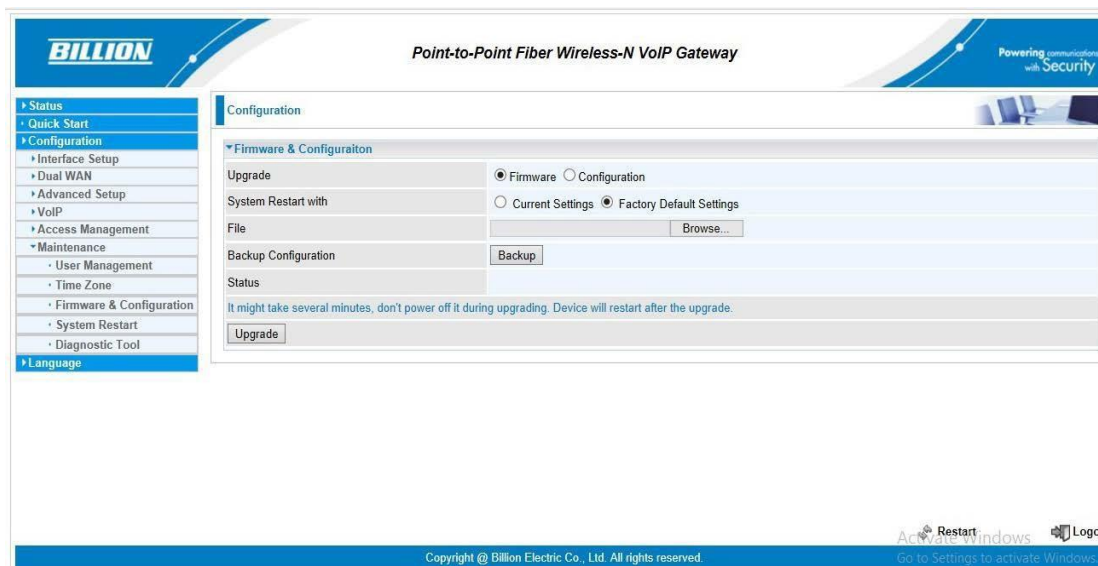 BILLION
Point-to-Point Fiber Wireless-N VoIP Gateway
Powering communications
with Security
Status
Quick Start
Configuration
Interface Setup
Dual WAN
Advanced Setup
VoIP
Access Management
Maintenance
User Management
Time Zone
Firmware & Configuration
System Restart
Diagnostic Tool
Language
Configuration
Firmware & Configuraiton
Upgrade Firmware Configuration
System Restart with Current Settings Factory Default Settings
File Browse...
Backup Configuration Backup
Status
It might take several minutes, don't power off it during upgrading. Device will restart after the upgrade.
Upgrade
Restart Logo
Activate Windows
Go to Settings to activate Windows.
Copyright @ Billion Electric Co., Ltd. All rights reserved.